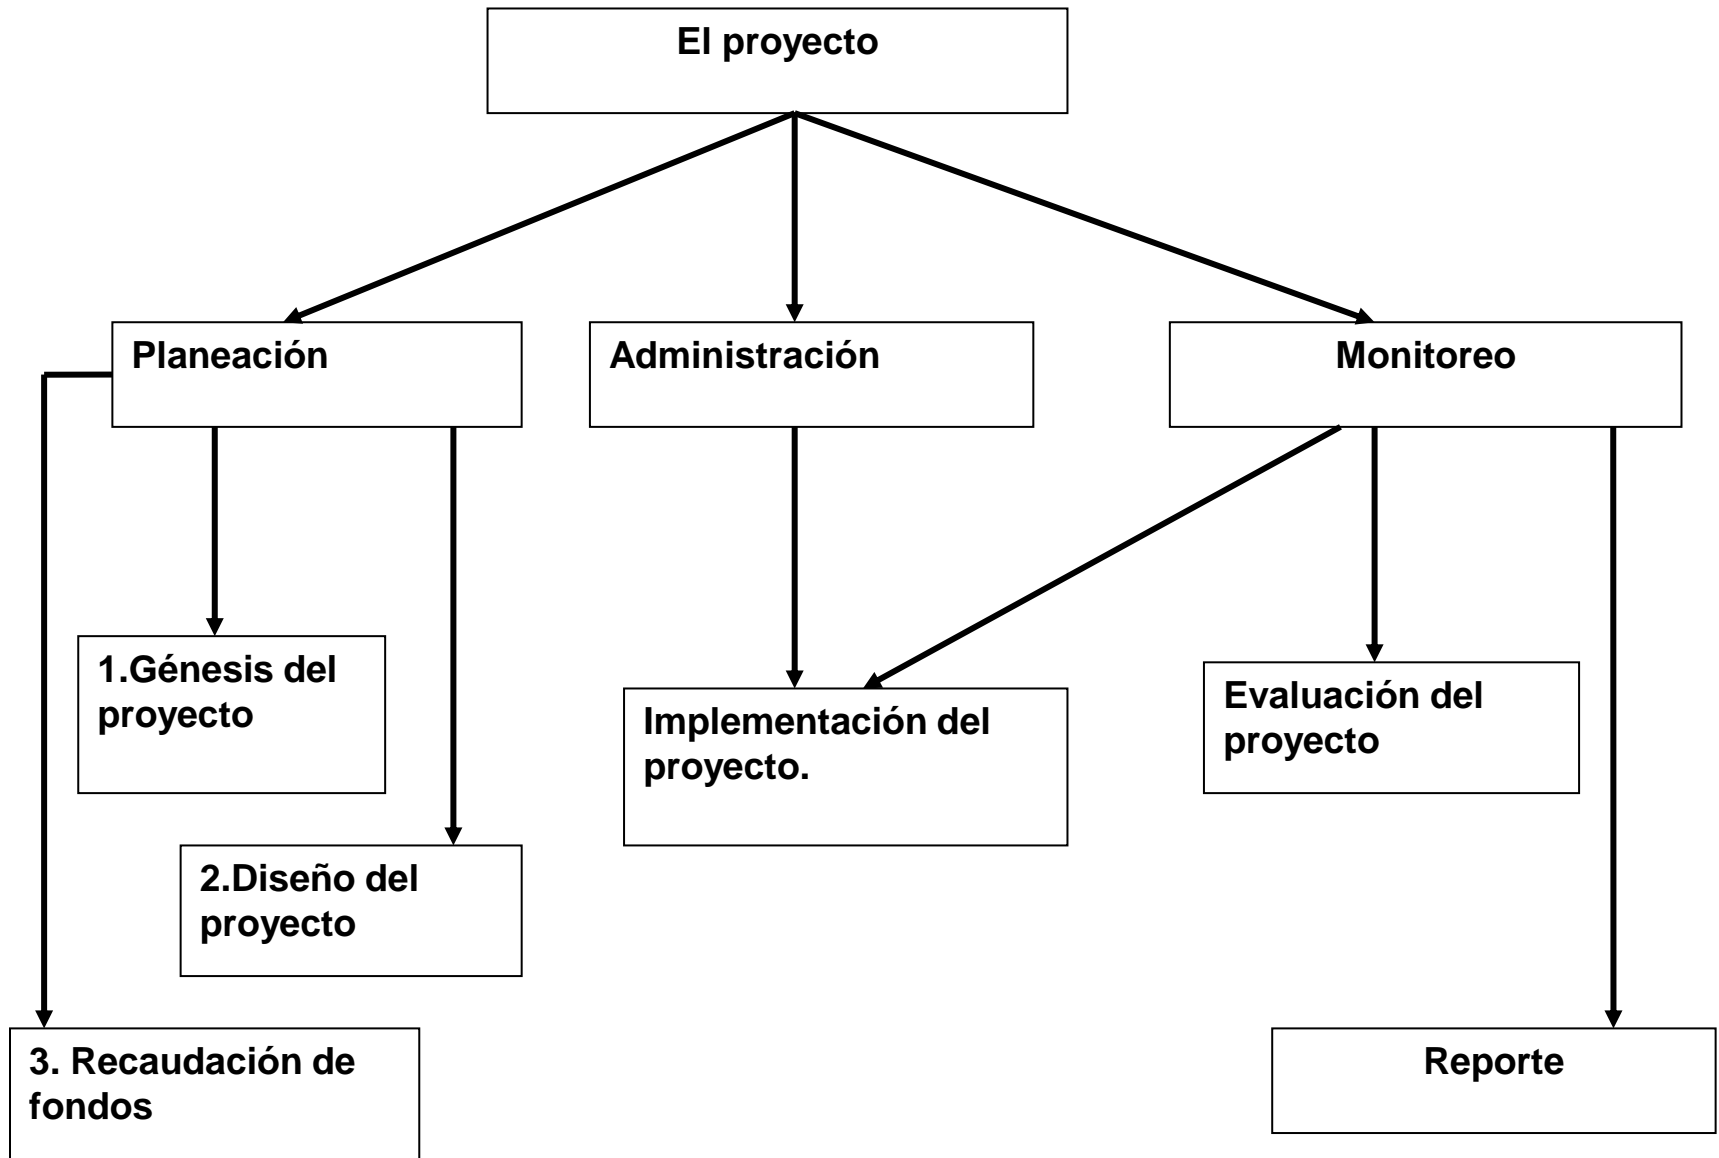 El proyecto
Planeación
Administración
Monitoreo
1.Génesis del
proyecto
Implementación del
proyecto.
Evaluación del
proyecto
2.Diseño del
proyecto
3. Recaudación de
fondos
Reporte